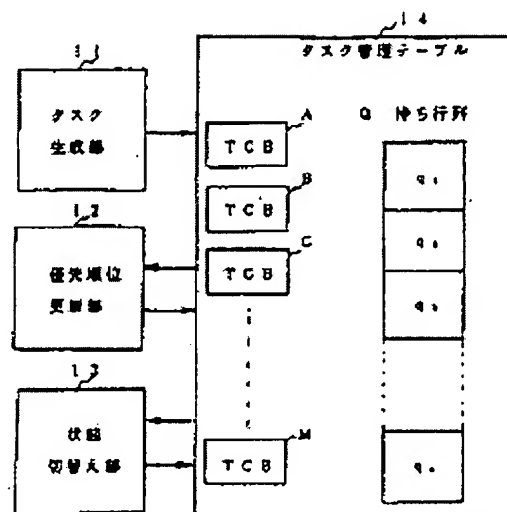 11
タスク
生成部
12
優先順位
更新部
13
状態
切替え部
14
タスク管理テーブル
A
TCB
B
TCB
C
TCB
M
TCB
Q 待ち行列